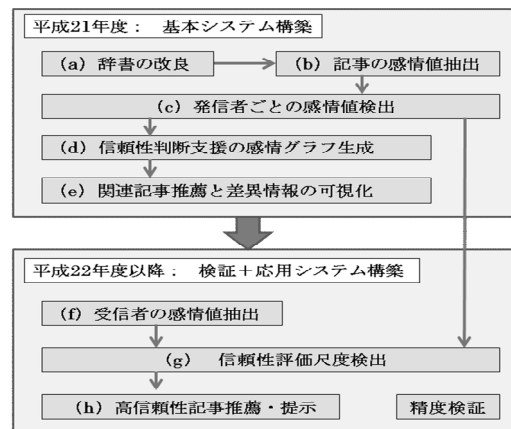 平成21年度： 基本システム構築
(a) 辞書の改良
(b) 記事の感情値抽出
(c) 発信者ごとの感情値検出
(d) 信頼性判断支援の感情グラフ生成
(e) 関連記事推薦と差異情報の可視化
平成22年度以降： 検証＋応用システム構築
(f) 受信者の感情値抽出
(g) 信頼性評価尺度検出
(h) 高信頼性記事推薦・提示
精度検証